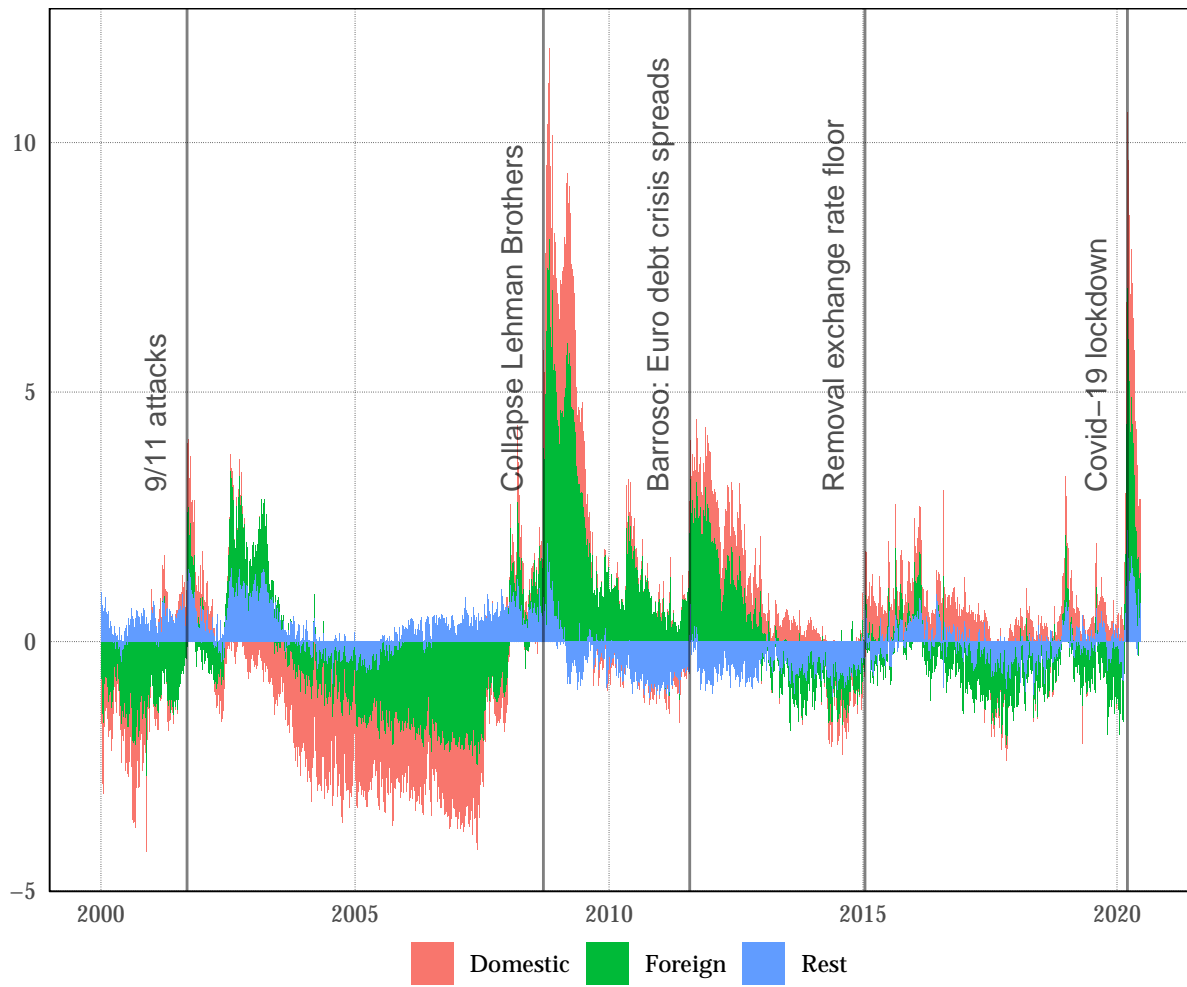 10
5
0
−5
9/11 attacks
Collapse Lehman Brothers
Barroso: Euro debt crisis spreads
Removal exchange rate floor
Covid−19 lockdown
2000 2005 2010 2015 2020
Domestic Foreign Rest